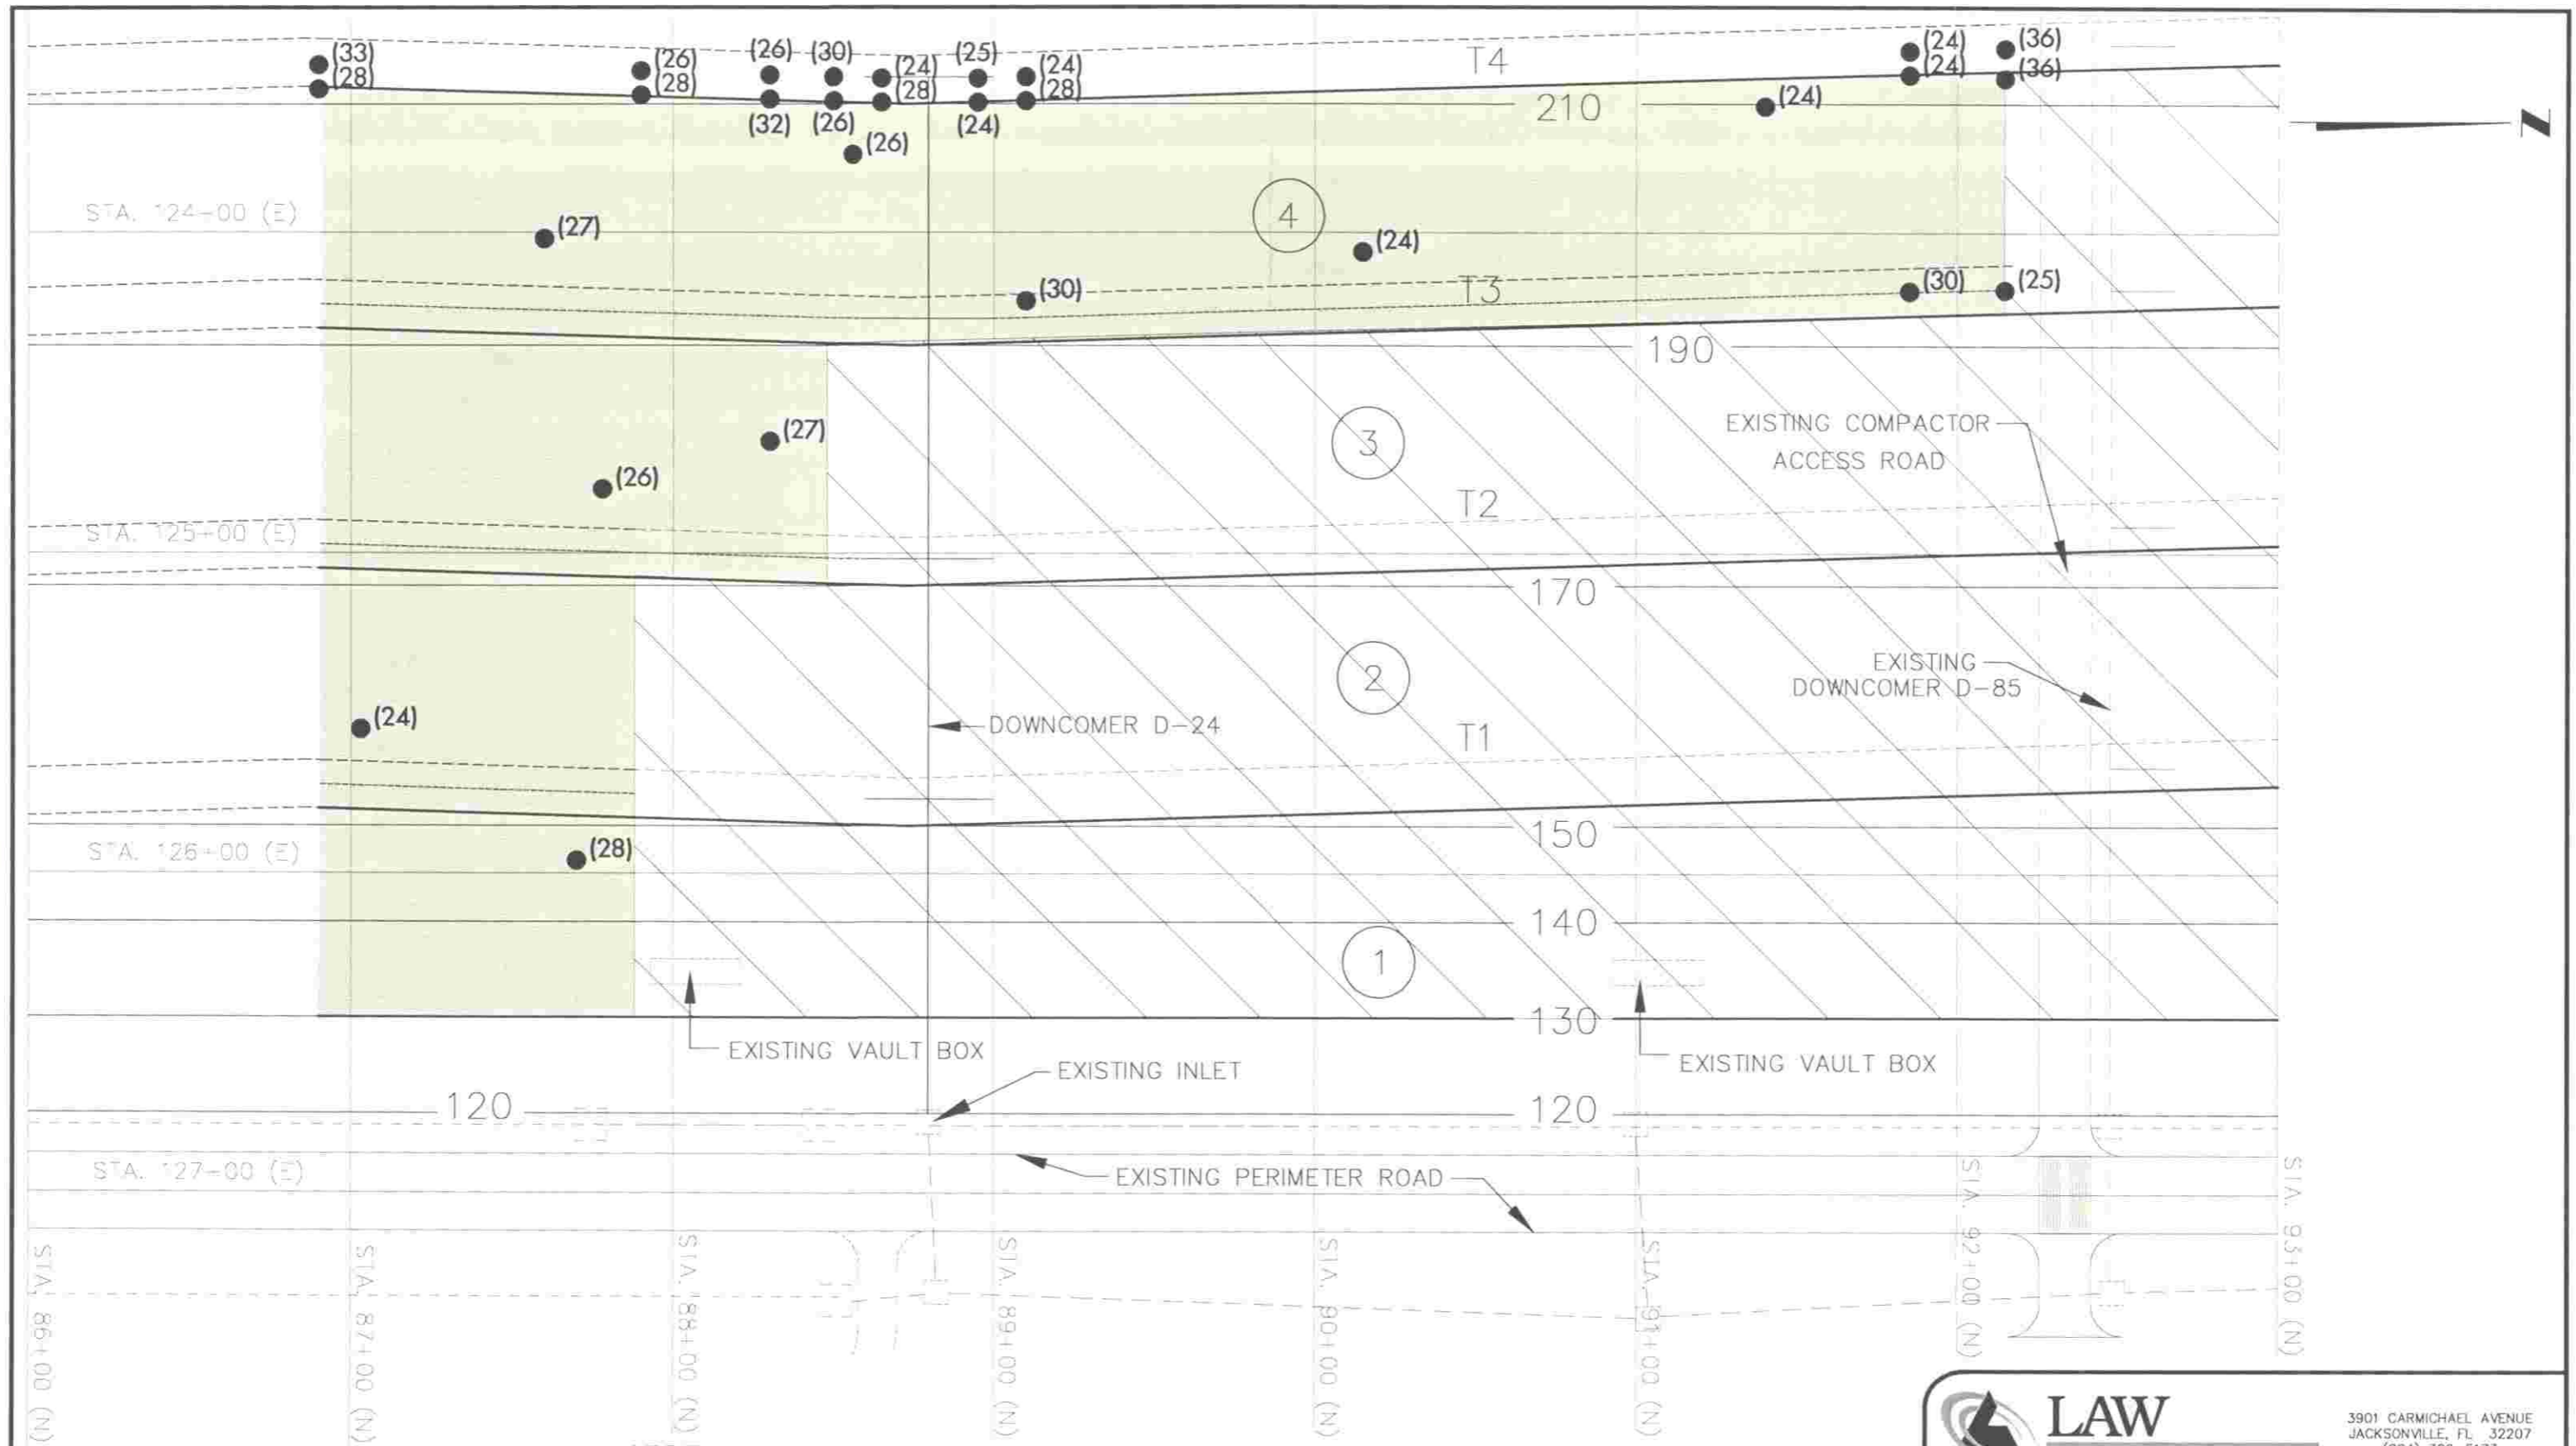 (33) (26) (26) (30) (24) (25) (24) T4 (24) (36)
(28) (28) (28) (28) (24) (36)
(32) (26) (24) 210 (24)
(26)
N
STA. 124+00 (E) (27) 4 (24)
(30) T3 (30) (25)
190
(27) 3 EXISTING COMPACTOR
ACCESS ROAD
(26) T2
STA. 125+00 (E)
170
2 EXISTING
DOWNCOMER D-85
(24) DOWNCOMER D-24 T1
150
STA. 126+00 (E) (28)
140
1
130
EXISTING VAULT BOX EXISTING VAULT BOX
EXISTING INLET
120 120
STA. 127+00 (E) EXISTING PERIMETER ROAD
STA. 86+00 (N)
STA. 87+00 (N)
STA. 88+00 (N)
STA. 89+00 (N)
STA. 90+00 (N)
STA. 91+00 (N)
STA. 92+00 (N)
STA. 93+00 (N)
LAW
3901 CARMICHAEL AVENUE
JACKSONVILLE, FL 32207